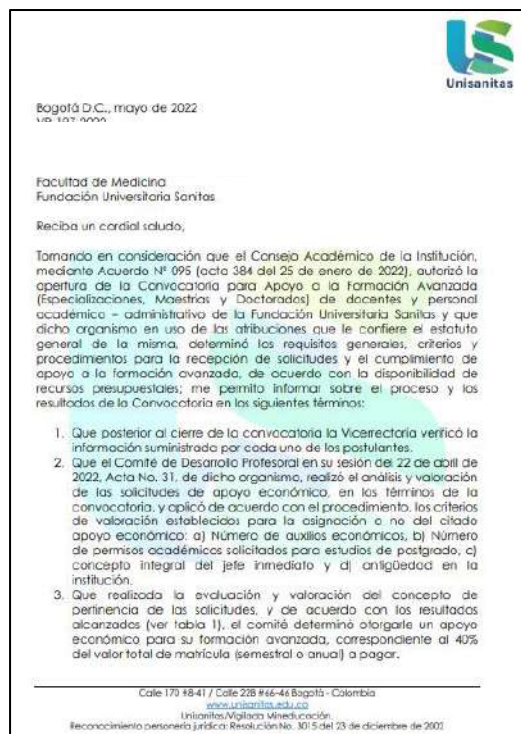 Unisanitas
Bogotá D.C., mayo de 2022
Facultad de Medicina
Fundación Universitaria Sanitas
Reciba un cordial saludo,
Tomando en consideración que el Consejo Académico de la Institución,
mediante Acuerdo N° 095 (acta 384 del 25 de enero de 2022), autorizó la
apertura de la Convocatoria para Apoyo a la Formación Avanzada
(Especializaciones, Maestrías y Doctorados) de docentes y personal
académico – administrativo de la Fundación Universitaria Sanitas y que
dicho organismo en uso de las atribuciones que le confiere el estatuto
general de la misma, determinó los requisitos generales, criterios y
procedimientos para la recepción de solicitudes y el cumplimiento de
apoyo a la formación avanzada, de acuerdo con la disponibilidad de
recursos presupuestales; me permito informar sobre el proceso y los
resultados de la Convocatoria en los siguientes términos:
1. Que posterior al cierre de la convocatoria la Vicerrectoría verificó la
información suministrada por cada uno de los postulantes.
2. Que el Comité de Desarrollo Profesoral en su sesión del 22 de abril de
2022, Acta No. 31, de dicho organismo, realizó el análisis y valoración
de las solicitudes de apoyo económico, en los términos de la
convocatoria, y aplicó de acuerdo con el procedimiento, los criterios
de valoración establecidos para la asignación o no del citado
apoyo económico: a) Número de auxilios económicos, b) Número
de permisos académicos solicitados para estudios de postgrado, c)
concepto integral del jefe inmediato y d) antigüedad en la
institución.
3. Que realizada la evaluación y valoración del concepto de
pertinencia de las solicitudes, y de acuerdo con los resultados
alcanzados (ver tabla 1), el comité determinó otorgarle un apoyo
económico para su formación avanzada, correspondiente al 40%
del valor total de matrícula (semestral o anual) a pagar.
Calle 170 #8-41 / Calle 22B #66-46 Bogotá - Colombia
www.unisanitas.edu.co
Unisanitas/Vigilada Mineducación.
Reconocimiento personería jurídica: Resolución No. 3015 del 23 de diciembre de 2002